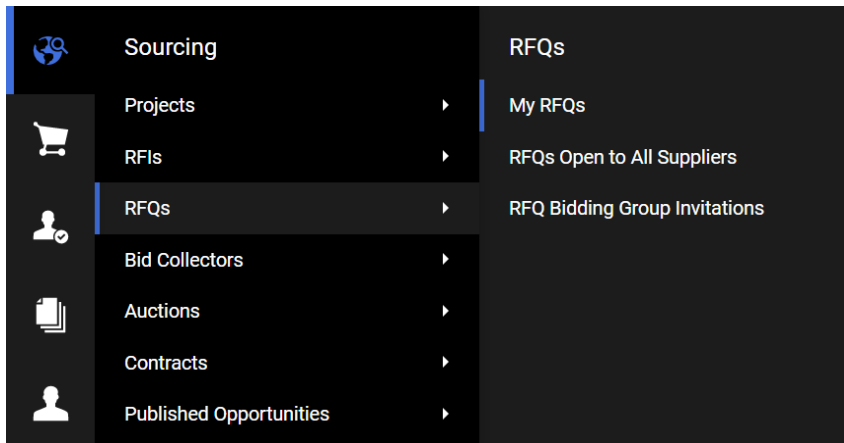 Sourcing
Projects
RFIs
RFQs
Bid Collectors
Auctions
Contracts
Published Opportunities
RFQs
My RFQs
RFQs Open to All Suppliers
RFQ Bidding Group Invitations